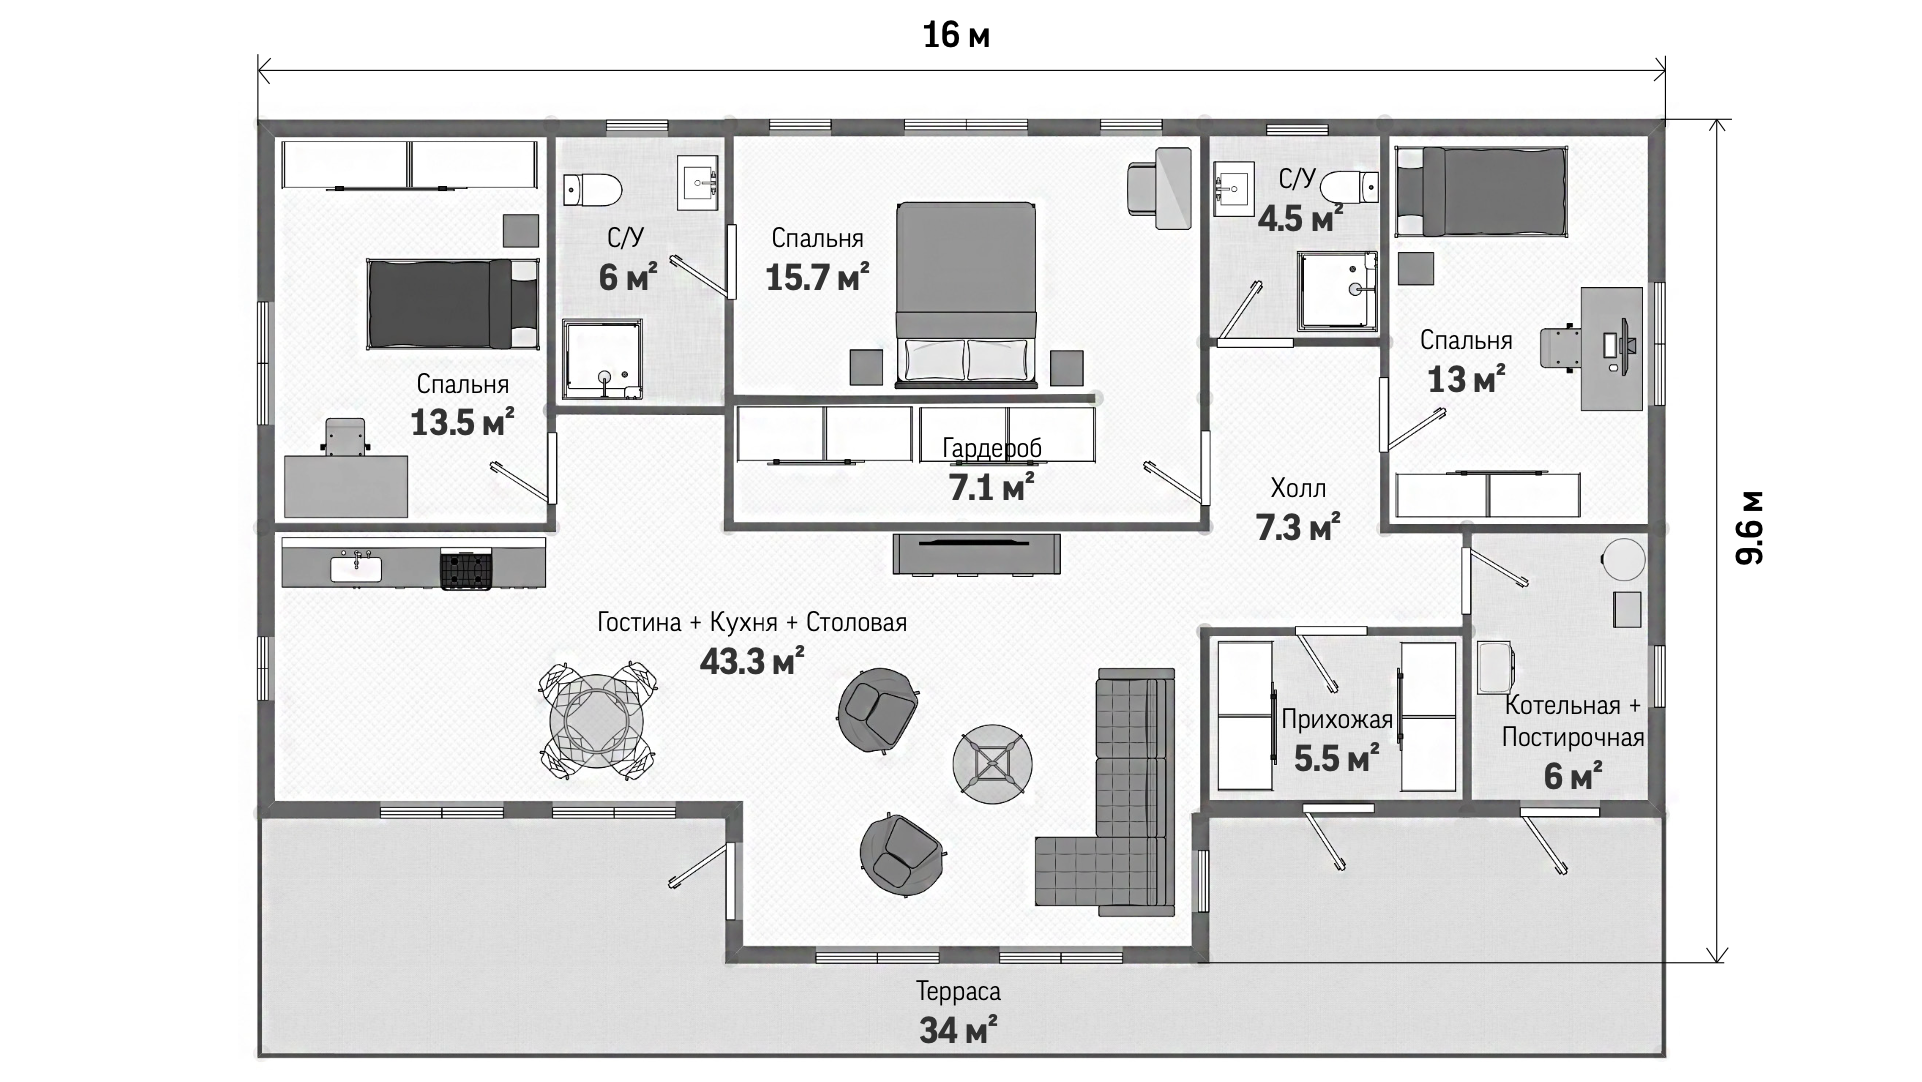 16 м
С/У
4.5 м²
С/У
6 м²
Спальня
15.7 м²
Спальня
13 м²
Спальня
13.5 м²
Гардероб
7.1 м²
Холл
7.3 м²
9.6 м
Гостина + Кухня + Столовая
43.3 м²
Прихожая
5.5 м²
Котельная +
Постирочная
6 м²
Терраса
34 м²